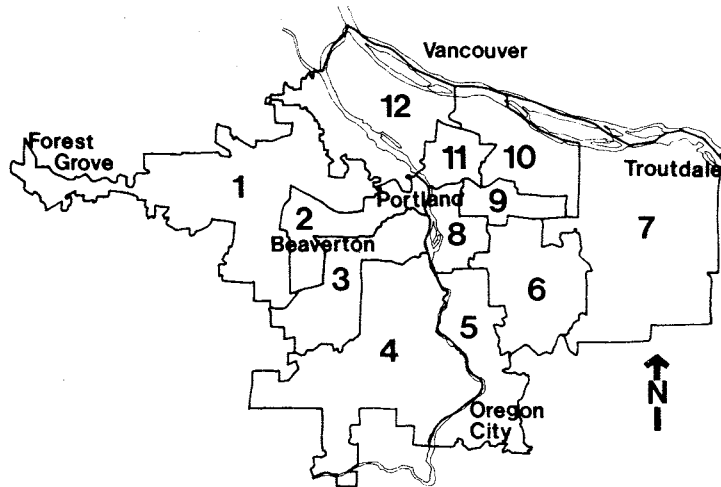 Vancouver
12
Forest
Grove
11
10
Troutdale
1
Portland
9
2
7
Beaverton
8
3
6
5
4
Oregon
City
N